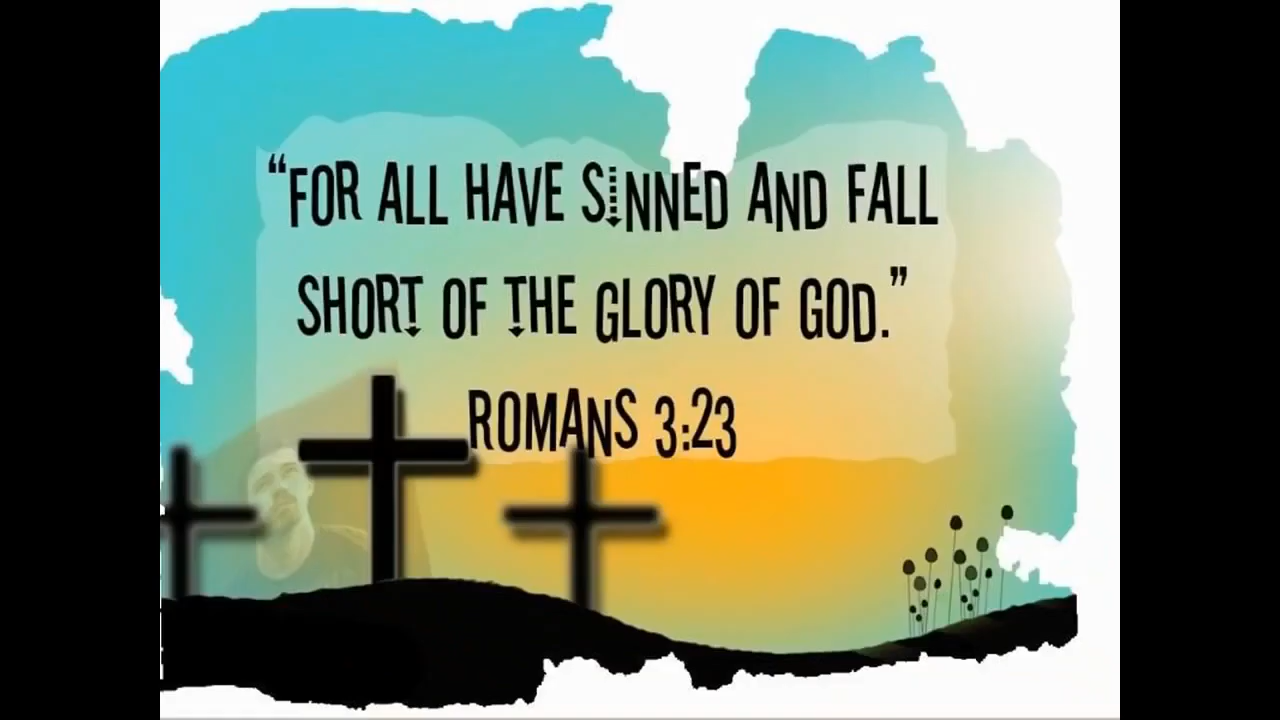 “FOR ALL HAVE SINNED AND FALL
SHORT OF THE GLORY OF GOD.”
ROMANS 3:23